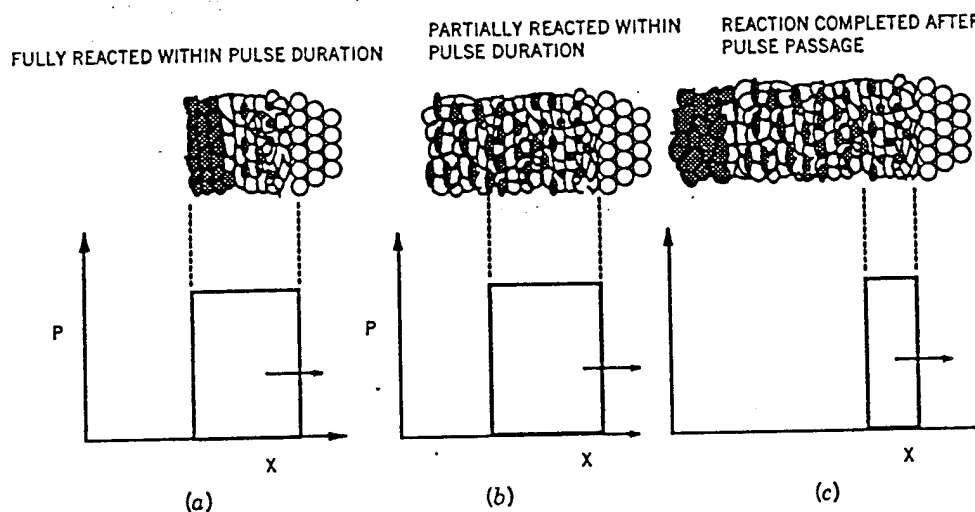 FULLY REACTED WITHIN PULSE DURATION
PARTIALLY REACTED WITHIN
PULSE DURATION
REACTION COMPLETED AFTER
PULSE PASSAGE
P
X
(a)
P
X
(b)
X
(c)